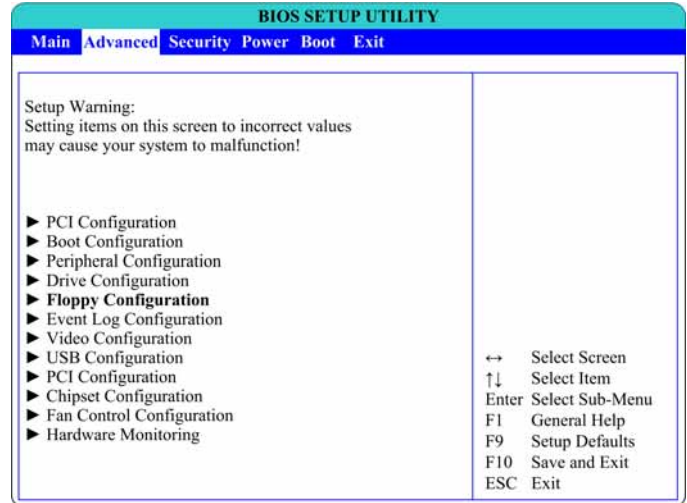 BIOS SETUP UTILITY
Main Advanced Security Power Boot Exit
Setup Warning:
Setting items on this screen to incorrect values
may cause your system to malfunction!
► PCI Configuration
► Boot Configuration
► Peripheral Configuration
► Drive Configuration
► Floppy Configuration
► Event Log Configuration
► Video Configuration
► USB Configuration
► PCI Configuration
► Chipset Configuration
► Fan Control Configuration
► Hardware Monitoring
↔ Select Screen
↑↓ Select Item
Enter Select Sub-Menu
F1 General Help
F9 Setup Defaults
F10 Save and Exit
ESC Exit